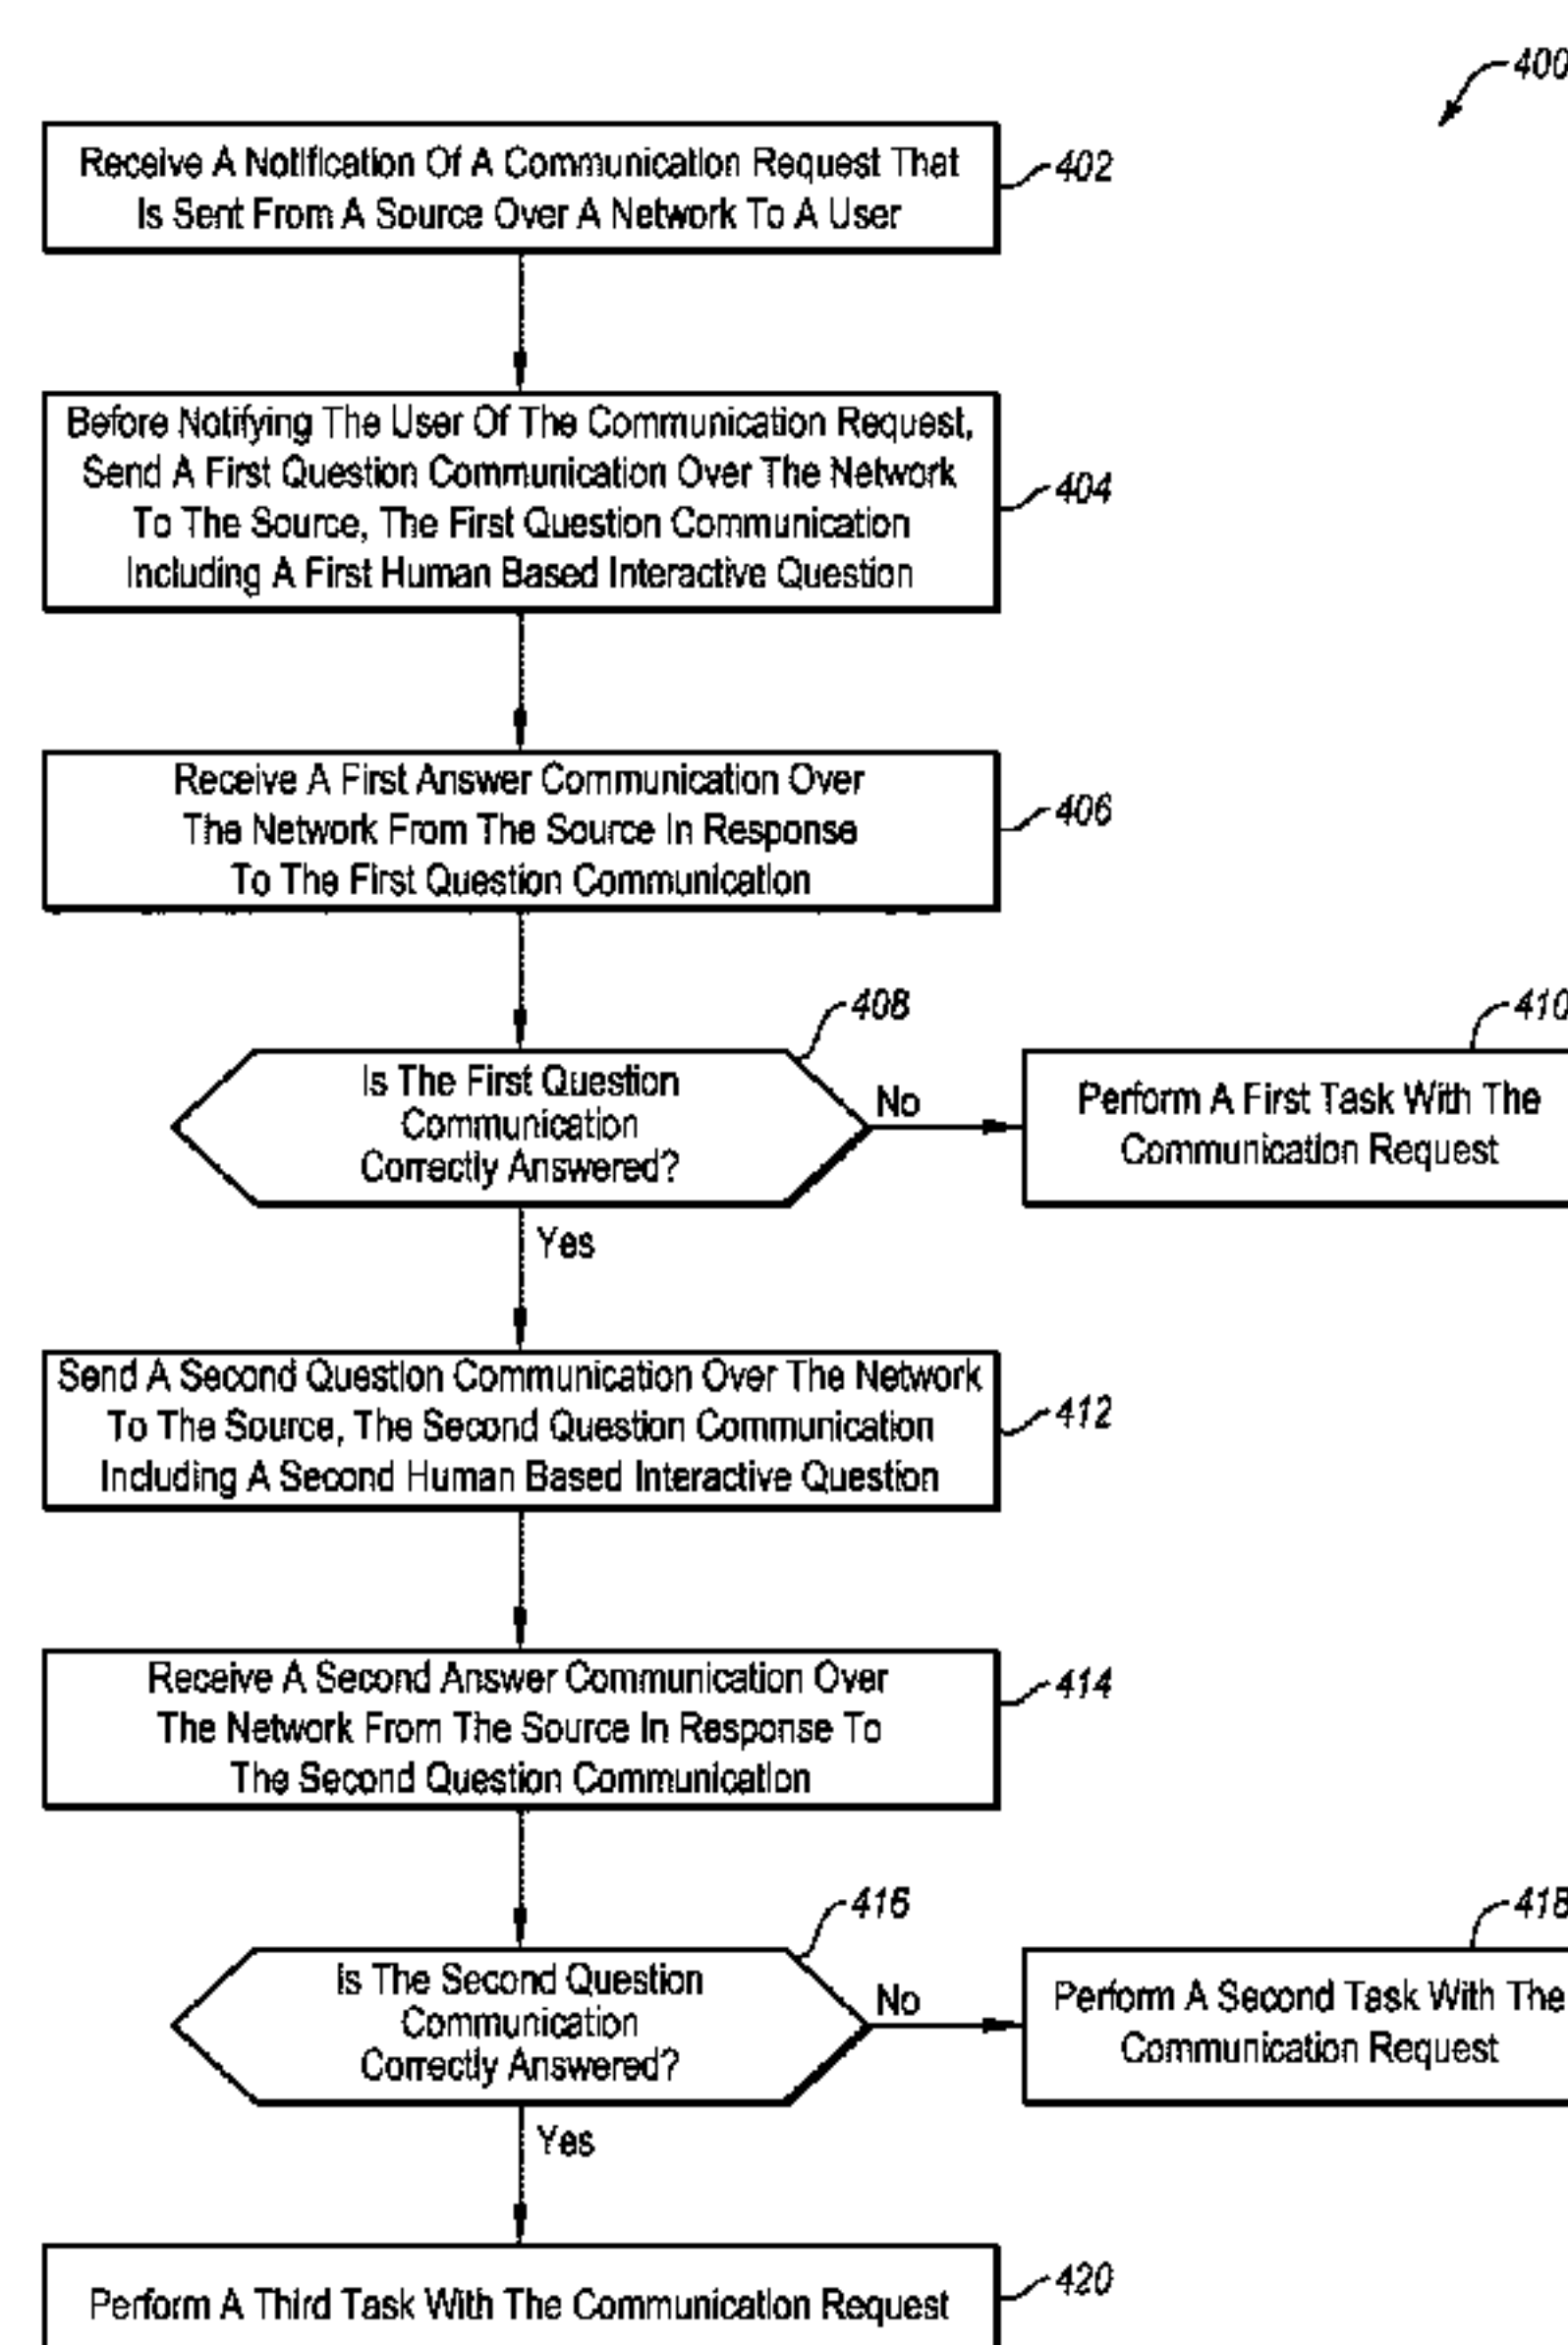 400
Receive A Notification Of A Communication Request That
Is Sent From A Source Over A Network To A User
402
Before Notifying The User Of The Communication Request,
Send A First Question Communication Over The Network
To The Source, The First Question Communication
Including A First Human Based Interactive Question
404
Receive A First Answer Communication Over
The Network From The Source In Response
To The First Question Communication
406
408
Is The First Question
Communication
Correctly Answered?
No
410
Perform A First Task With The
Communication Request
Yes
Send A Second Question Communication Over The Network
To The Source, The Second Question Communication
Including A Second Human Based Interactive Question
412
Receive A Second Answer Communication Over
The Network From The Source In Response To
The Second Question Communication
414
416
Is The Second Question
Communication
Correctly Answered?
No
418
Perform A Second Task With The
Communication Request
Yes
Perform A Third Task With The Communication Request
420